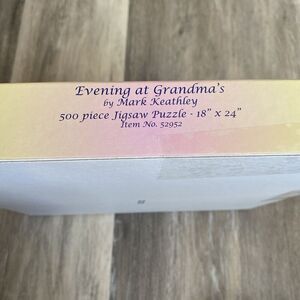 Evening at Grandma's
by Mark Keathley
500 piece Jigsaw Puzzle - 18" x 24"
Item No. 52952